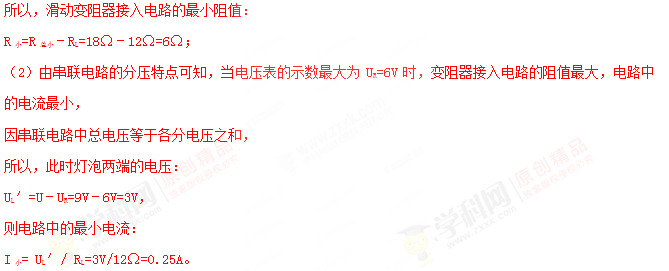 所以，滑动变阻器接入电路的最小阻值：
R小=R总小－RL=18Ω－12Ω=6Ω；
（2）由串联电路的分压特点可知，当电压表的示数最大为 U滑=6V 时，变阻器接入电路的阻值最大，电路中
的电流最小，
因串联电路中总电压等于各分电压之和，
所以，此时灯泡两端的电压：
UL′=U－U滑=9V－6V=3V，
则电路中的最小电流：
I小= UL′/ RL=3V/12Ω=0.25A。